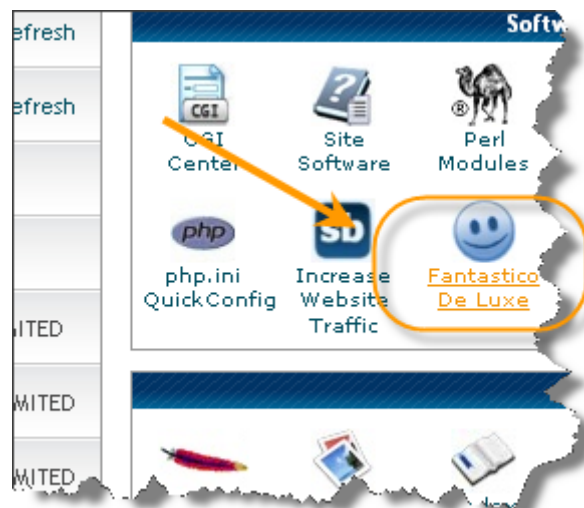 efresh
Softw
efresh
CGI
®
CGI
Center
Site
Software
Perl
Modules
php
SD
php.ini
QuickConfig
Increase
Website
Traffic
Fantastico
De Luxe
MITED
MITED
MITED